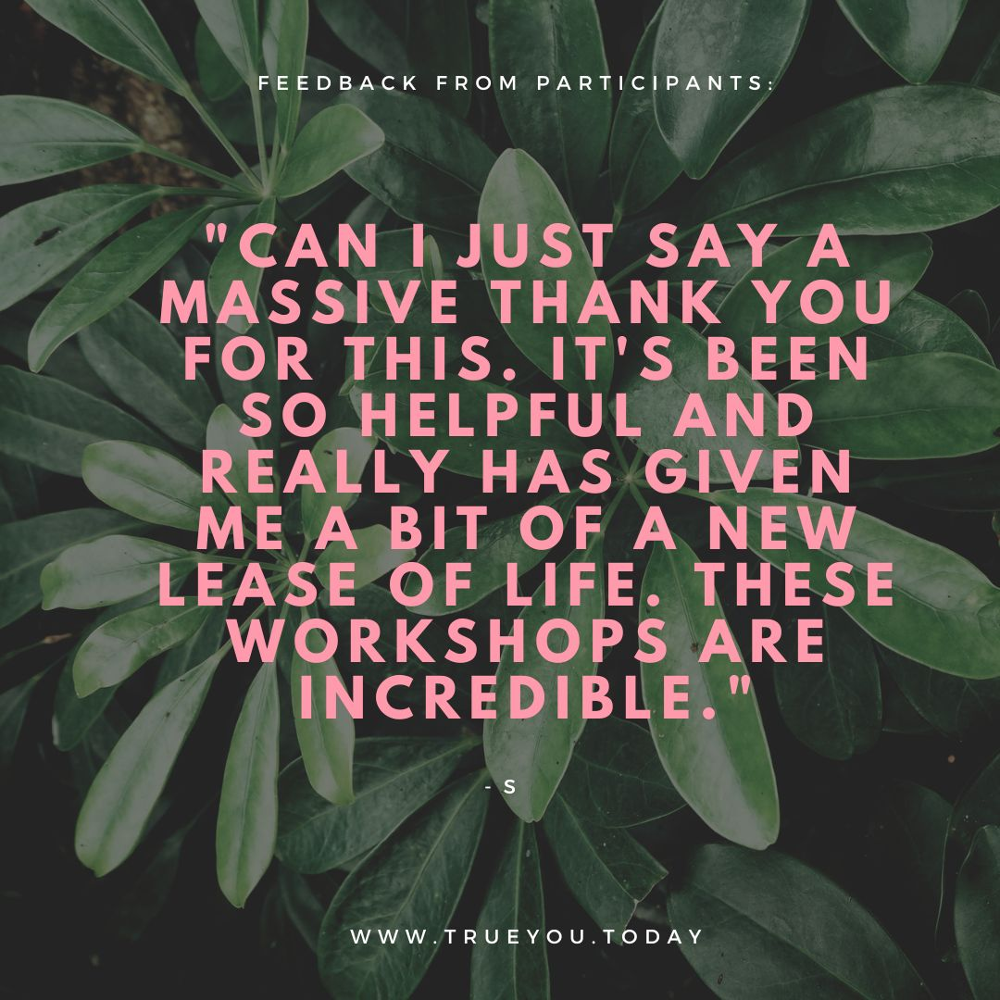 FEEDBACK FROM PARTICIPANTS:
"CAN I JUST SAY A
MASSIVE THANK YOU
FOR THIS. IT'S BEEN
SO HELPFUL AND
REALLY HAS GIVEN
ME A BIT OF A NEW
LEASE OF LIFE. THESE
WORKSHOPS ARE
INCREDIBLE."
- S
WWW.TRUEYOU.TODAY